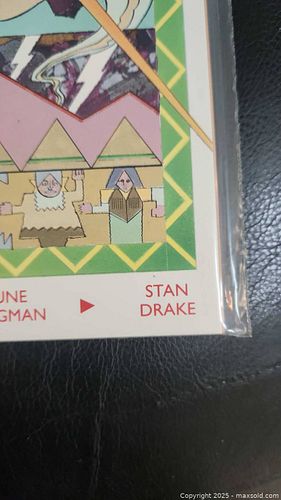 UNE
GMAN
STAN
DRAKE
Copyright © 2025 - maxsold.com